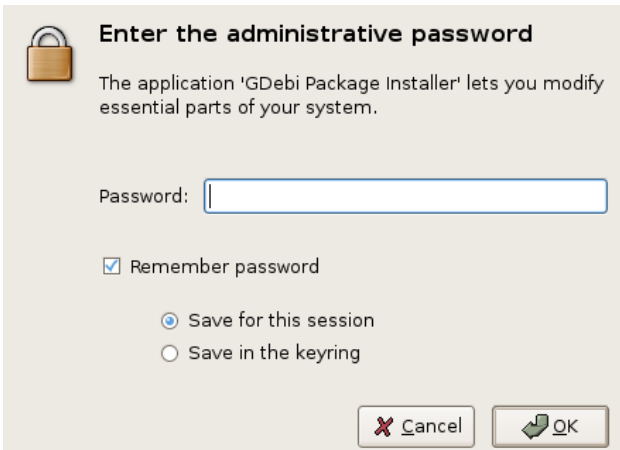 Enter the administrative password
The application 'GDebi Package Installer' lets you modify
essential parts of your system.
Password:
Remember password
Save for this session
Save in the keyring
Cancel
OK